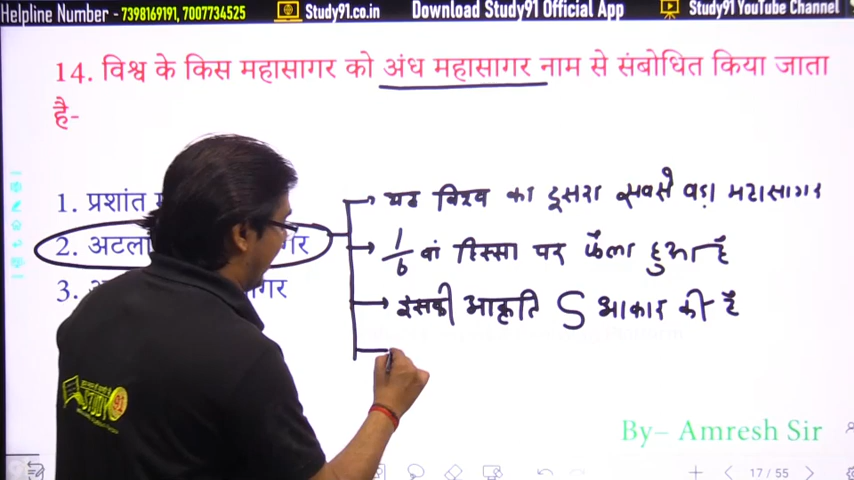 Helpline Number - 7398169191, 7007734525 Study91.co.in Download Study91 Official App Study91 YouTube Channel
14. विश्व के किस महासागर को अंध महासागर नाम से संबोधित किया जाता
है-
1. प्रशांत
→ यह विश्व का दूसरा सबसे बड़ा महासागर
2. अटलां गर
→ 1/6 वां हिस्सा पर फैला हुआ है
3. गर
→ इसकी आकृति S आकार की है
STUDY 91
By– Amresh Sir
17 / 55